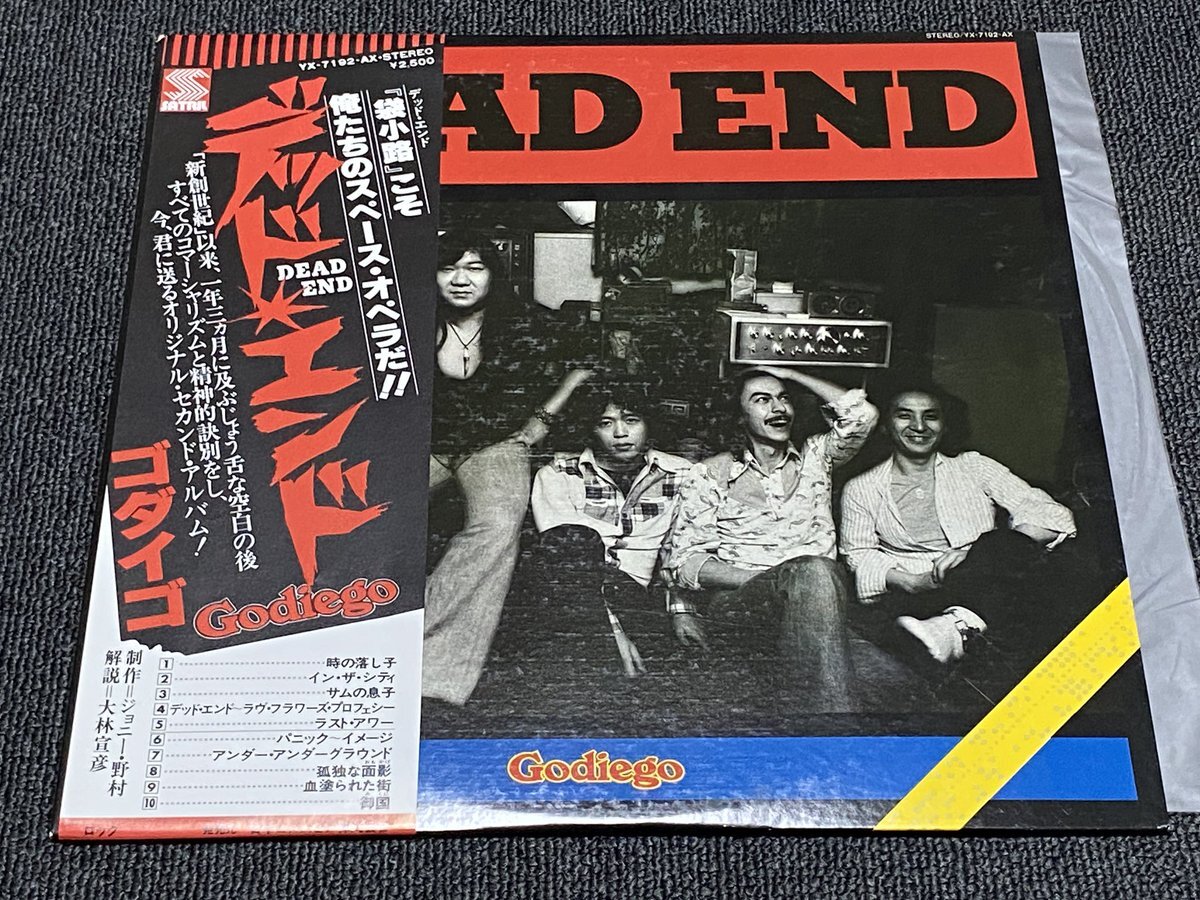 YX-7192-AX・STEREO
¥2,500
SATRIL
『袋小路』こそ
デッド・エンド
俺たちのスペース・オペラだ!!
デッド★エンド
DEAD
END
「新創世紀」以来、一年三ヵ月に及ぶじょう舌な空白の後
すべてのコマーシャリズムと精神的訣別をし、
今、君に送るオリジナル・セカンド・アルバム!
ゴダイゴ
Godiego
制作=ジョニー・野村
解説=大林宣彦
1 時の落し子
2 イン・ザ・シティ
3 サムの息子
4 デッド・エンド〜ラヴ・フラワーズ・プロフェシー
5 ラスト・アワー
6 パニック〜イメージ
7 アンダー・アンダーグラウンド
8 孤独な面影
おもかげ
9 血塗られた街
10 御国
ロック
STEREO/YX-7192-AX
AD END
Godiego